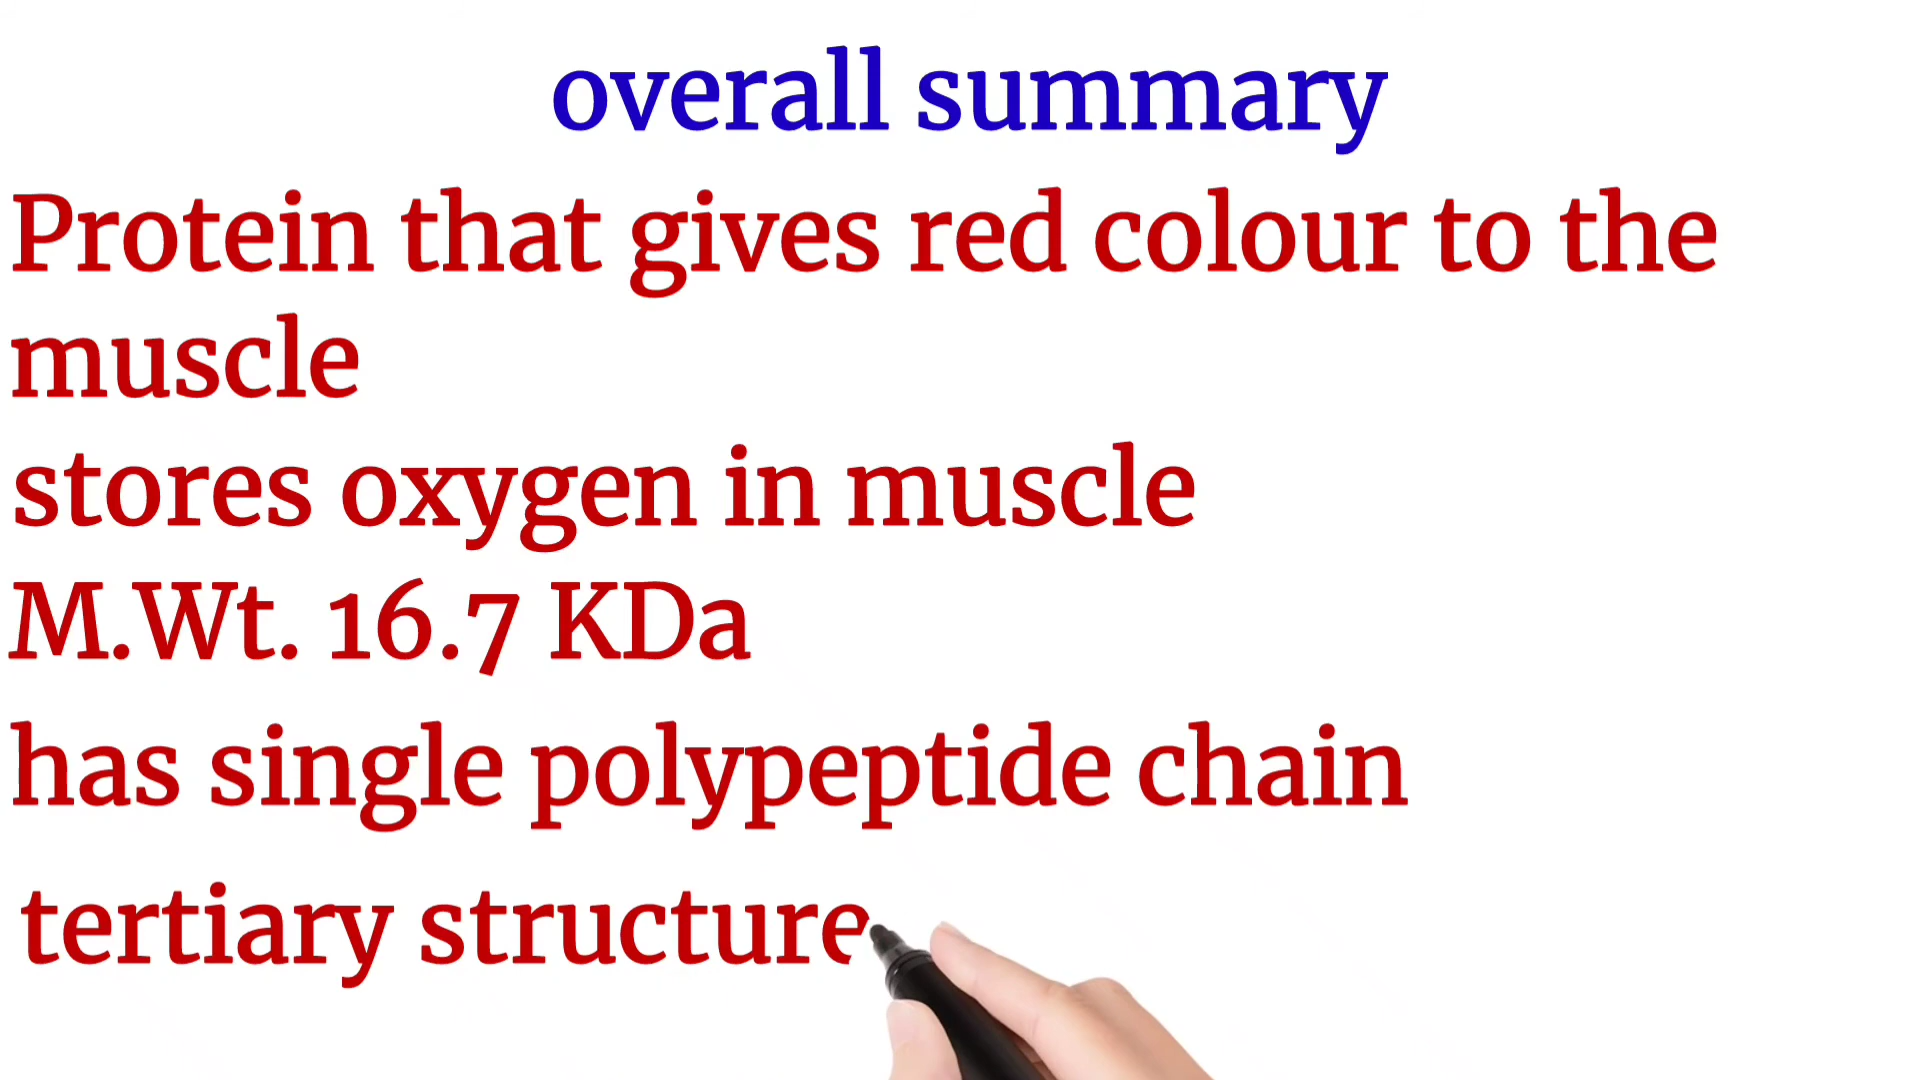 overall summary
Protein that gives red colour to the
muscle
stores oxygen in muscle
M.Wt. 16.7 KDa
has single polypeptide chain
tertiary structure